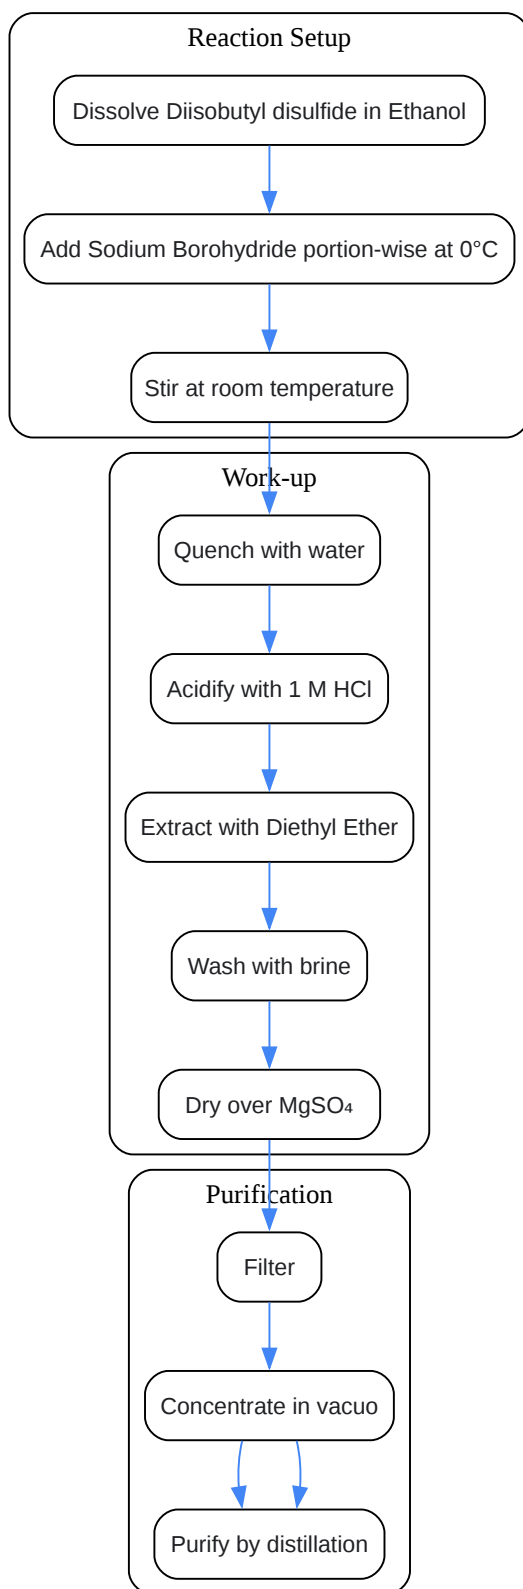 Reaction Setup
Dissolve Diisobutyl disulfide in Ethanol
Add Sodium Borohydride portion-wise at 0°C
Stir at room temperature
Work-up
Quench with water
Acidify with 1 M HCl
Extract with Diethyl Ether
Wash with brine
Dry over MgSO₄
Purification
Filter
Concentrate in vacuo
Purify by distillation